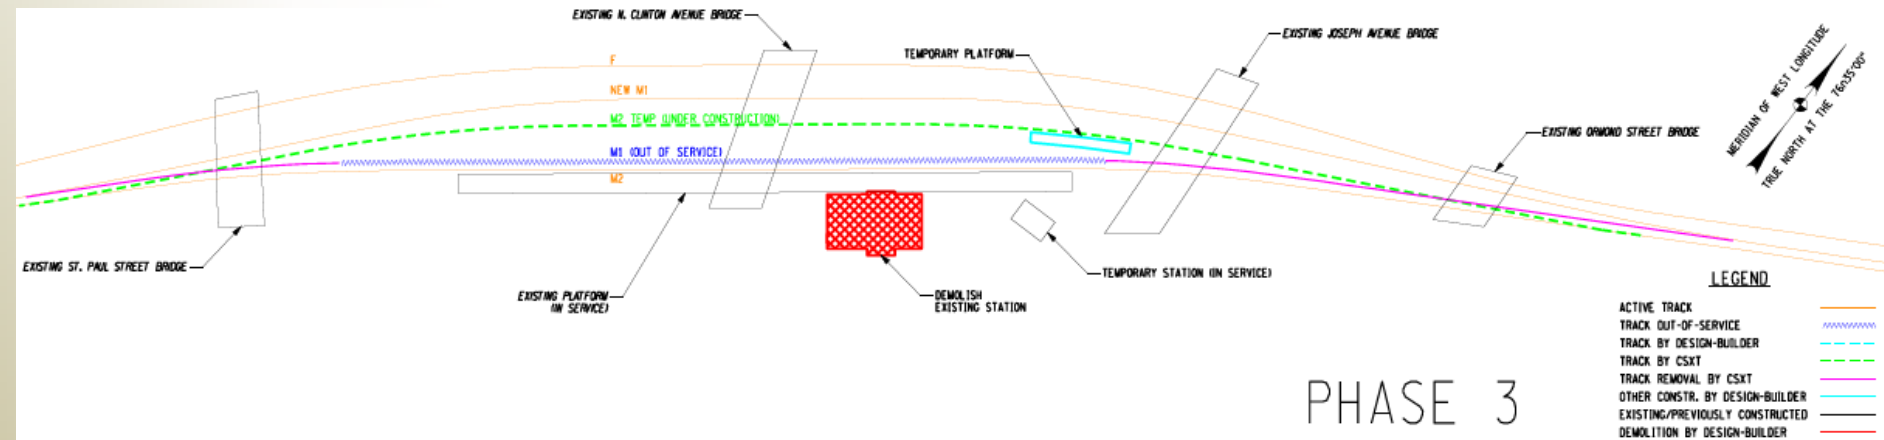 EXISTING N. CLINTON AVENUE BRIDGE
EXISTING JOSEPH AVENUE BRIDGE
TEMPORARY PLATFORM
F
NEW M1
M2 TEMP (UNDER CONSTRUCTION)
M1 (OUT OF SERVICE)
M2
EXISTING ORMOND STREET BRIDGE
MERIDIAN OF WEST LONGITUDE
TRUE NORTH AT THE 76n35'00"
EXISTING ST. PAUL STREET BRIDGE
EXISTING PLATFORM
(IN SERVICE)
DEMOLISH
EXISTING STATION
TEMPORARY STATION (IN SERVICE)
PHASE 3
LEGEND
ACTIVE TRACK
TRACK OUT-OF-SERVICE
TRACK BY DESIGN-BUILDER
TRACK BY CSXT
TRACK REMOVAL BY CSXT
OTHER CONSTR. BY DESIGN-BUILDER
EXISTING/PREVIOUSLY CONSTRUCTED
DEMOLITION BY DESIGN-BUILDER